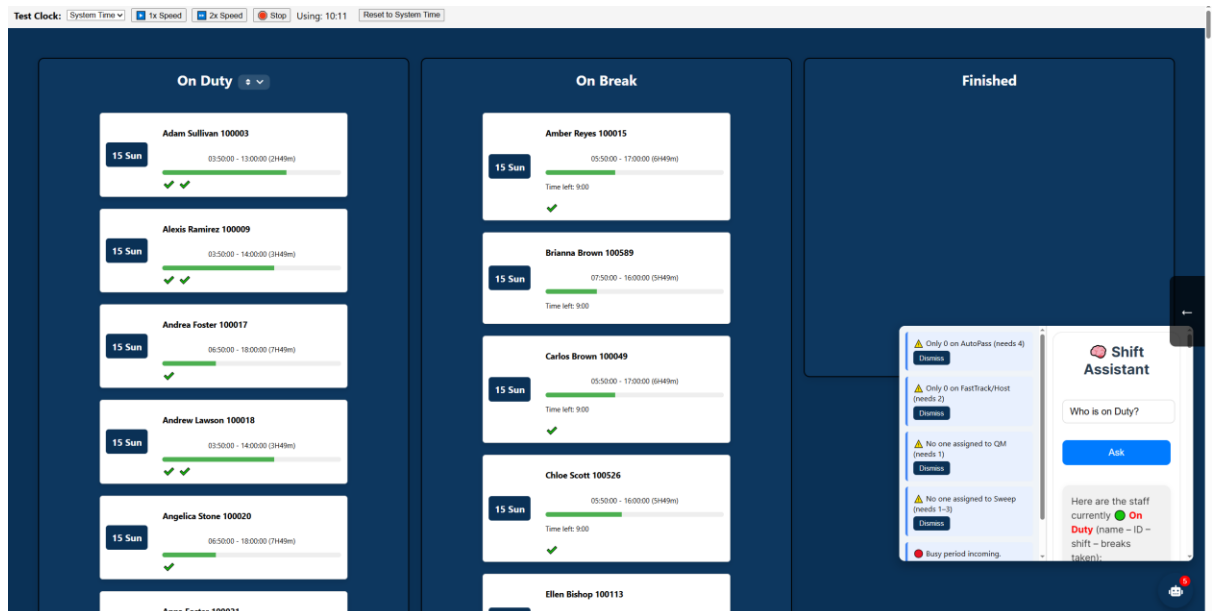 Test Clock: System Time 1x Speed 2x Speed Stop Using: 10:11 Reset to System Time
On Duty
Adam Sullivan 100003
15 Sun
03:50:00 - 13:00:00 (2H49m)
Alexis Ramirez 100009
15 Sun
03:50:00 - 14:00:00 (3H49m)
Andrea Foster 100017
15 Sun
06:50:00 - 18:00:00 (7H49m)
Andrew Lawson 100018
15 Sun
03:50:00 - 14:00:00 (3H49m)
Angelica Stone 100020
15 Sun
06:50:00 - 18:00:00 (7H49m)
On Break
Amber Reyes 100015
15 Sun
05:50:00 - 17:00:00 (6H49m)
Time left: 9:00
Brianna Brown 100589
15 Sun
07:50:00 - 16:00:00 (5H49m)
Time left: 9:00
Carlos Brown 100049
15 Sun
05:50:00 - 17:00:00 (6H49m)
Time left: 9:00
Chloe Scott 100526
15 Sun
05:50:00 - 16:00:00 (5H49m)
Time left: 9:00
Ellen Bishop 100113
Finished
Only 0 on AutoPass (needs 4)
Dismiss
Only 0 on FastTrack/Host
(needs 2)
Dismiss
No one assigned to QM
(needs 1)
Dismiss
No one assigned to Sweep
(needs 1–3)
Dismiss
Busy period incoming.
Shift
Assistant
Who is on Duty?
Ask
Here are the staff
currently On
Duty (name – ID –
shift – breaks
taken):
5